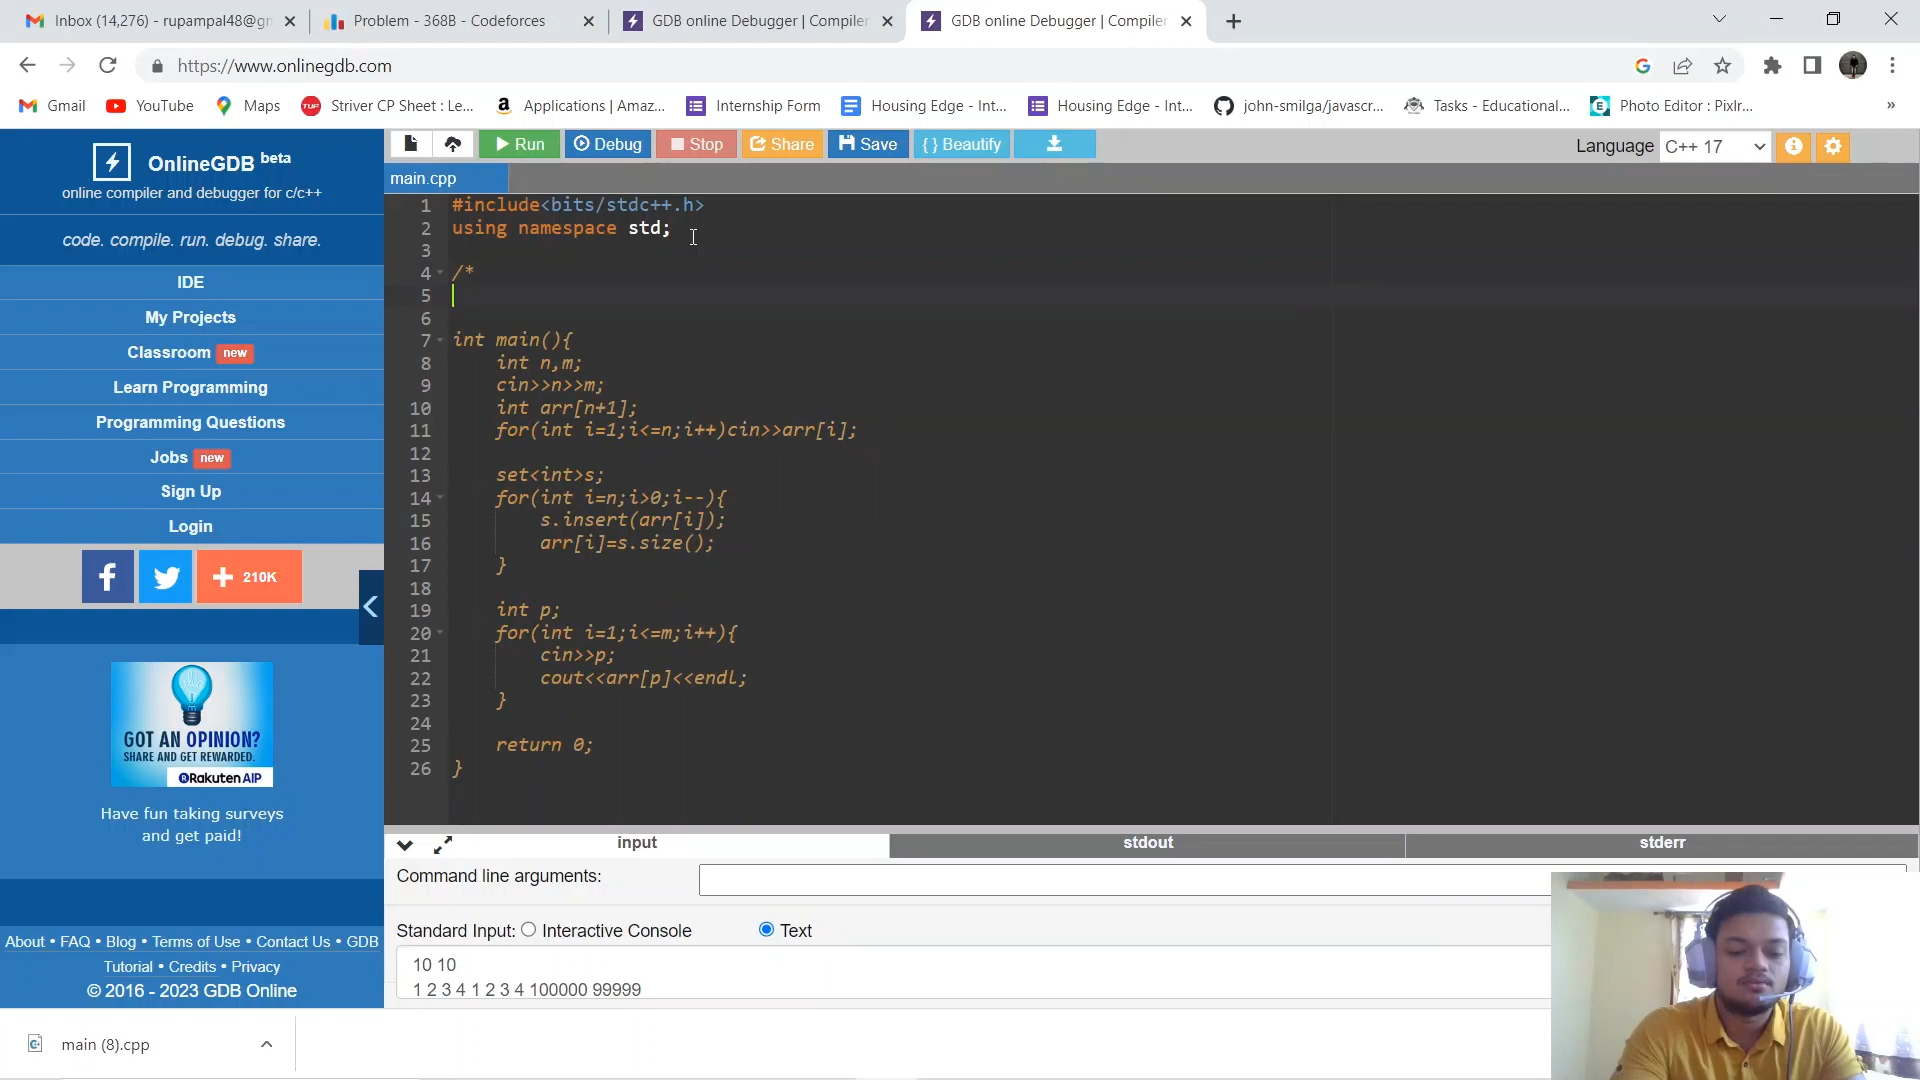 Inbox (14,276) - rupampal48@gm
Problem - 368B - Codeforces
GDB online Debugger | Compiler
GDB online Debugger | Compiler
https://www.onlinegdb.com
Gmail
YouTube
Maps
TUF
Striver CP Sheet : Le...
Applications | Amaz...
Internship Form
Housing Edge - Int...
Housing Edge - Int...
john-smilga/javascr...
Tasks - Educational...
Photo Editor : Pixlr...
»
OnlineGDB beta
online compiler and debugger for c/c++
code. compile. run. debug. share.
IDE
My Projects
Classroom new
Learn Programming
Programming Questions
Jobs new
Sign Up
Login
210K
GOT AN OPINION?
SHARE AND GET REWARDED.
Rakuten AIP
Have fun taking surveys
and get paid!
About • FAQ • Blog • Terms of Use • Contact Us • GDB
Tutorial • Credits • Privacy
© 2016 - 2023 GDB Online
Run
Debug
Stop
Share
Save
{ } Beautify
Language
C++ 17
main.cpp
1 #include<bits/stdc++.h>
2 using namespace std;
3
4 /*
5
6
7 int main(){
8 int n,m;
9 cin>>n>>m;
10 int arr[n+1];
11 for(int i=1;i<=n;i++)cin>>arr[i];
12
13 set<int>s;
14 for(int i=n;i>0;i--){
15 s.insert(arr[i]);
16 arr[i]=s.size();
17 }
18
19 int p;
20 for(int i=1;i<=m;i++){
21 cin>>p;
22 cout<<arr[p]<<endl;
23 }
24
25 return 0;
26 }
input
stdout
stderr
Command line arguments:
Standard Input: Interactive Console Text
10 10
1 2 3 4 1 2 3 4 100000 99999
main (8).cpp